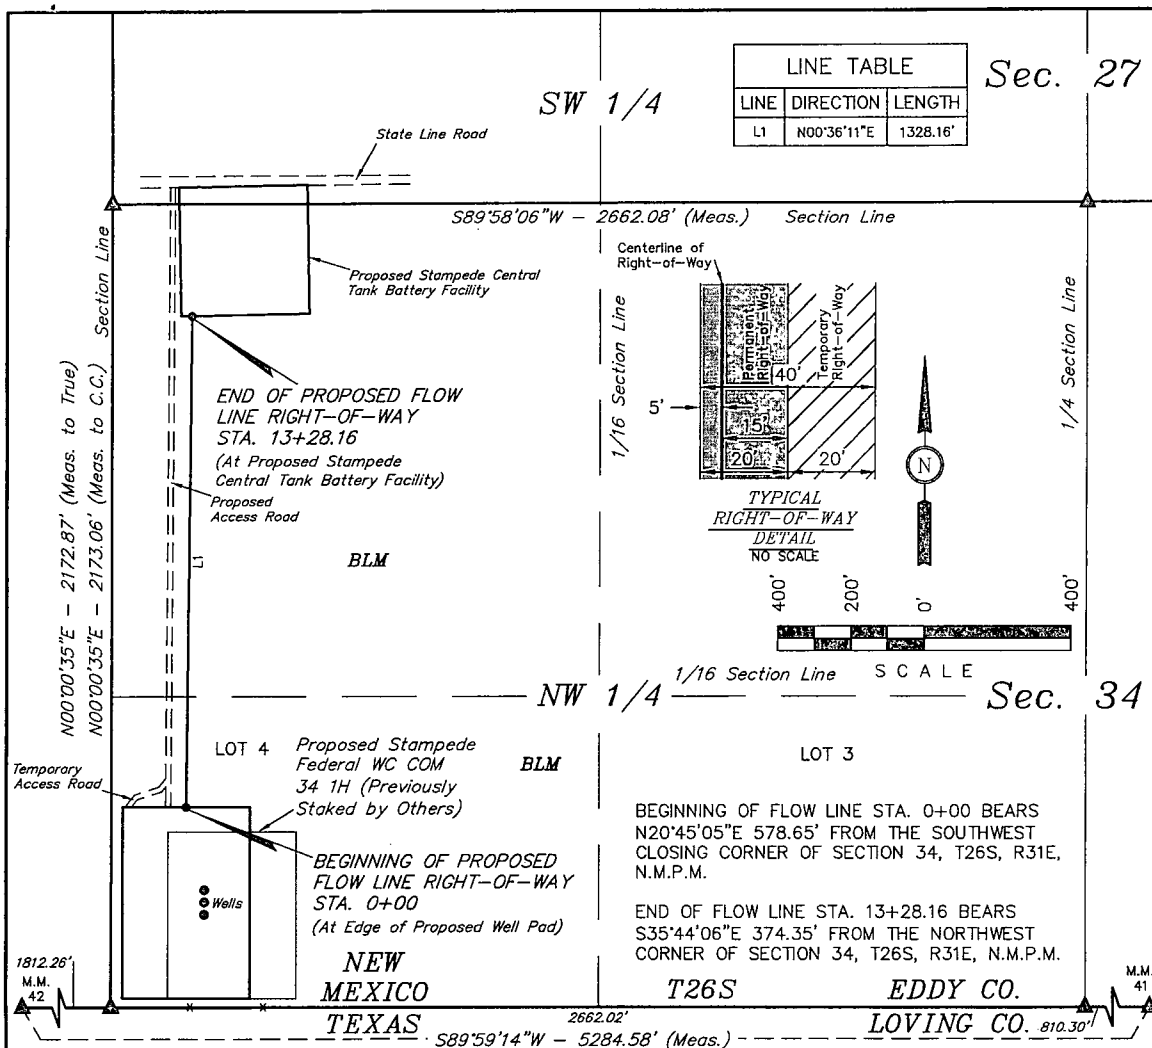 LINE TABLE
LINE DIRECTION LENGTH
L1 N00°36'11"E 1328.16'
Sec. 27
SW 1/4
State Line Road
S89°58'06"W - 2662.08' (Meas.) Section Line
Section Line
N00°00'35"E - 2172.87' (Meas. to True)
N00°00'35"E - 2173.06' (Meas. to C.C.)
Proposed Stampede Central
Tank Battery Facility
Centerline of
Right-of-Way
Permanent
Right-of-Way
Temporary
Right-of-Way
40'
5'
15'
20'
20'
TYPICAL
RIGHT-OF-WAY
DETAIL
NO SCALE
1/16 Section Line
1/4 Section Line
N
END OF PROPOSED FLOW
LINE RIGHT-OF-WAY
STA. 13+28.16
(At Proposed Stampede
Central Tank Battery Facility)
Proposed
Access Road
L1
BLM
400'
200'
0'
400'
SCALE
1/16 Section Line
NW 1/4
Sec. 34
LOT 4
Proposed Stampede
Federal WC COM
34 1H (Previously
Staked by Others)
BLM
LOT 3
Temporary
Access Road
BEGINNING OF PROPOSED
FLOW LINE RIGHT-OF-WAY
STA. 0+00
(At Edge of Proposed Well Pad)
Wells
BEGINNING OF FLOW LINE STA. 0+00 BEARS
N20°45'05"E 578.65' FROM THE SOUTHWEST
CLOSING CORNER OF SECTION 34, T26S, R31E,
N.M.P.M.
END OF FLOW LINE STA. 13+28.16 BEARS
S35°44'06"E 374.35' FROM THE NORTHWEST
CORNER OF SECTION 34, T26S, R31E, N.M.P.M.
1812.26'
M.M.
42
NEW
MEXICO
T26S
EDDY CO.
M.M.
41
TEXAS
2662.02'
LOVING CO.
810.30'
S89°59'14"W - 5284.58' (Meas.)